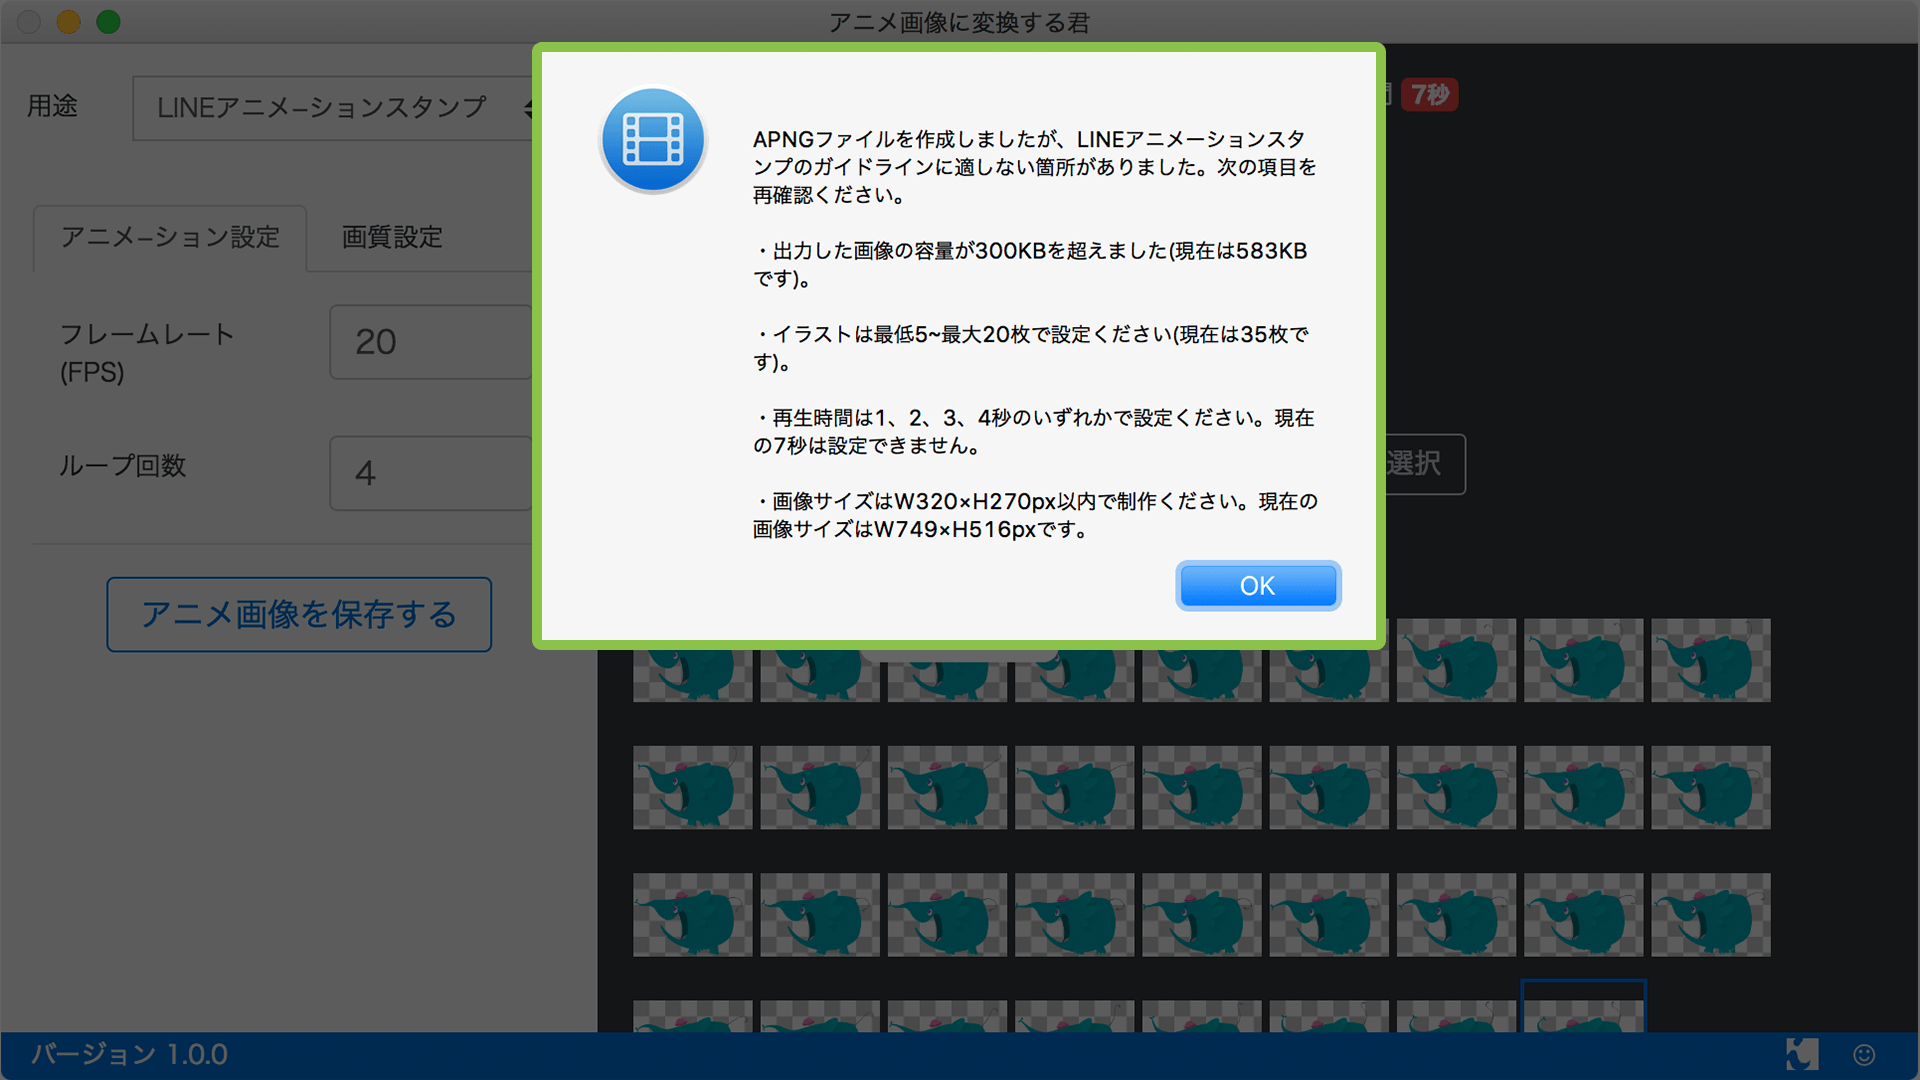 アニメ画像に変換する君
用途
LINEアニメーションスタンプ
7秒
アニメーション設定
画質設定
フレームレート
(FPS)
20
ループ回数
4
アニメ画像を保存する
選択
APNGファイルを作成しましたが、LINEアニメーションスタ
ンプのガイドラインに適しない箇所がありました。次の項目を
再確認ください。
・出力した画像の容量が300KBを超えました(現在は583KB
です)。
・イラストは最低5~最大20枚で設定ください(現在は35枚で
す)。
・再生時間は1、2、3、4秒のいずれかで設定ください。現在
の7秒は設定できません。
・画像サイズはW320×H270px以内で制作ください。現在の
画像サイズはW749×H516pxです。
OK
バージョン 1.0.0